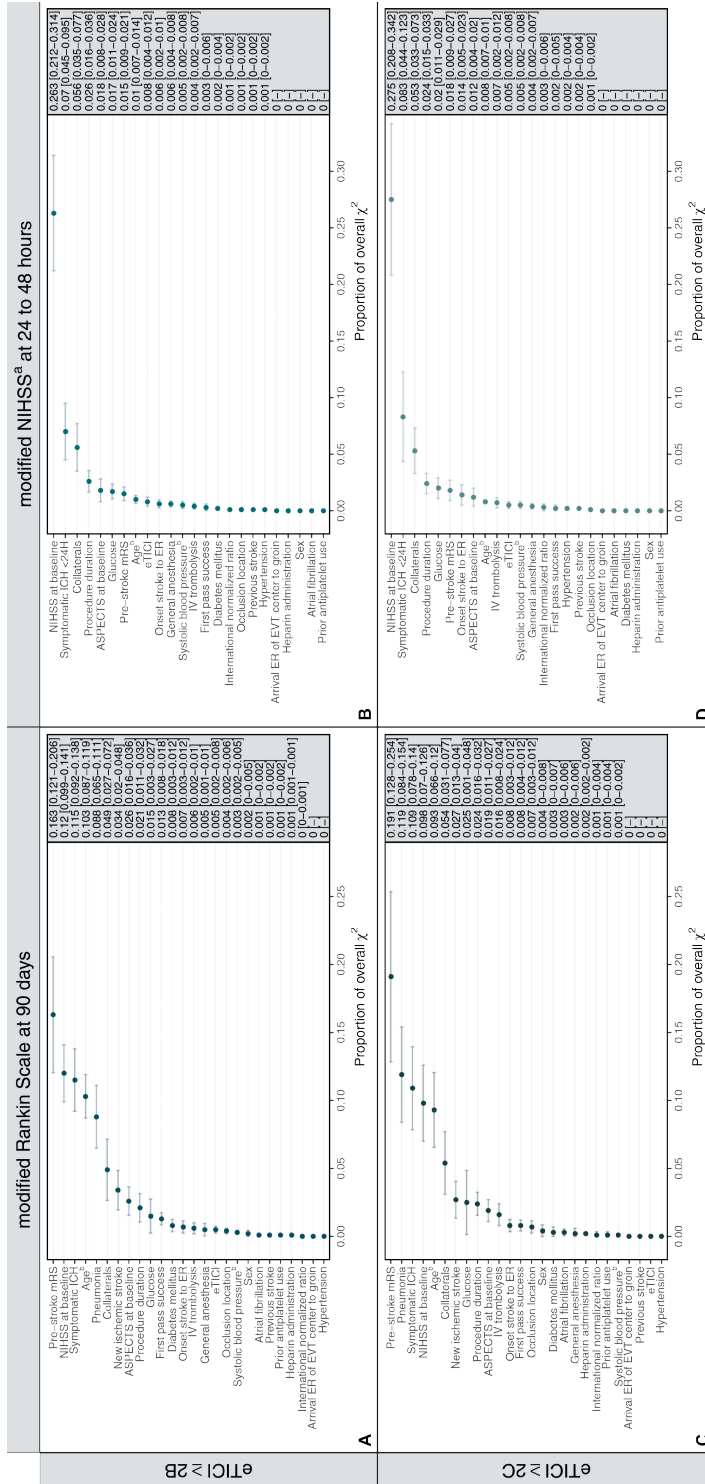 modified Rankin Scale at 90 days
modified NIHSSᵃ at 24 to 48 hours
eTICI ≥ 2B
A
Pre−stroke mRS 0.163 [0.121−0.206]
NIHSS at baseline 0.12 [0.099−0.141]
Symptomatic ICH 0.115 [0.092−0.138]
Ageᵇ 0.103 [0.087−0.119]
Pneumonia 0.088 [0.065−0.111]
Collaterals 0.049 [0.027−0.072]
New ischemic stroke 0.034 [0.02−0.048]
ASPECTS at baseline 0.026 [0.016−0.036]
Procedure duration 0.021 [0.011−0.032]
Glucose 0.015 [0.003−0.027]
First pass success 0.013 [0.008−0.018]
Diabetes mellitus 0.008 [0.003−0.012]
Onset stroke to ER 0.007 [0.002−0.012]
IV trombolysis 0.006 [0.002−0.01]
General anesthesia 0.005 [0.001−0.01]
eTICI 0.005 [0.002−0.008]
Occlusion location 0.004 [0.002−0.006]
Systolic blood pressureᵇ 0.003 [0.002−0.005]
Sex 0.002 [0−0.005]
Atrial fibrillation 0.001 [0−0.002]
Previous stroke 0.001 [0−0.002]
Prior antiplatelet use 0.001 [0−0.002]
Heparin administration 0.001 [0.001−0.001]
International normalized ratio 0 [0−0.001]
Arrival ER of EVT center to groin 0 [−]
Hypertension 0 [−]
0.00 0.05 0.10 0.15 0.20 0.25
Proportion of overall χ²
B
NIHSS at baseline 0.263 [0.212−0.314]
Symptomatic ICH <24H 0.07 [0.045−0.095]
Collaterals 0.056 [0.035−0.077]
Procedure duration 0.026 [0.016−0.036]
ASPECTS at baseline 0.018 [0.008−0.028]
Glucose 0.017 [0.011−0.024]
Pre−stroke mRS 0.015 [0.009−0.021]
Ageᵇ 0.01 [0.007−0.014]
eTICI 0.008 [0.004−0.012]
Onset stroke to ER 0.006 [0.002−0.01]
General anesthesia 0.006 [0.004−0.008]
Systolic blood pressureᵇ 0.005 [0.002−0.008]
IV trombolysis 0.004 [0.002−0.007]
First pass success 0.003 [0−0.006]
Diabetes mellitus 0.002 [0−0.004]
International normalized ratio 0.001 [0−0.002]
Occlusion location 0.001 [0−0.002]
Previous stroke 0.001 [0−0.002]
Hypertension 0.001 [0−0.002]
Arrival ER of EVT center to groin 0 [−]
Heparin administration 0 [−]
Sex 0 [−]
Atrial fibrillation 0 [−]
Prior antiplatelet use 0 [−]
0.00 0.05 0.10 0.15 0.20 0.25 0.30
Proportion of overall χ²
eTICI ≥ 2C
C
Pre−stroke mRS 0.191 [0.128−0.254]
Pneumonia 0.119 [0.084−0.154]
Symptomatic ICH 0.109 [0.078−0.14]
NIHSS at baseline 0.098 [0.07−0.126]
Ageᵇ 0.093 [0.066−0.12]
Collaterals 0.054 [0.031−0.077]
New ischemic stroke 0.027 [0.013−0.04]
Glucose 0.025 [0.001−0.048]
Procedure duration 0.024 [0.016−0.032]
ASPECTS at baseline 0.019 [0.011−0.027]
IV trombolysis 0.016 [0.008−0.024]
Onset stroke to ER 0.008 [0.003−0.012]
First pass success 0.008 [0.004−0.012]
Occlusion location 0.007 [0.003−0.012]
Sex 0.004 [0−0.008]
Diabetes mellitus 0.003 [0−0.007]
Atrial fibrillation 0.003 [0−0.006]
General anesthesia 0.002 [0−0.006]
Heparin administration 0.002 [0.002−0.002]
International normalized ratio 0.001 [0−0.004]
Prior antiplatelet use 0.001 [0−0.004]
Systolic blood pressureᵇ 0.001 [0−0.002]
Arrival ER of EVT center to groin 0 [−]
Previous stroke 0 [−]
eTICI 0 [−]
Hypertension 0 [−]
0.00 0.05 0.10 0.15 0.20 0.25
Proportion of overall χ²
D
NIHSS at baseline 0.275 [0.208−0.342]
Symptomatic ICH <24H 0.083 [0.044−0.123]
Collaterals 0.053 [0.033−0.073]
Procedure duration 0.024 [0.015−0.033]
Glucose 0.02 [0.011−0.029]
Pre−stroke mRS 0.018 [0.009−0.027]
Onset stroke to ER 0.014 [0.005−0.023]
ASPECTS at baseline 0.012 [0.004−0.02]
Ageᵇ 0.008 [0.007−0.01]
IV trombolysis 0.007 [0.002−0.012]
eTICI 0.005 [0.002−0.008]
Systolic blood pressureᵇ 0.005 [0.002−0.008]
General anesthesia 0.004 [0.002−0.007]
International normalized ratio 0.003 [0−0.006]
First pass success 0.002 [0−0.005]
Hypertension 0.002 [0−0.004]
Previous stroke 0.002 [0−0.004]
Occlusion location 0.001 [0−0.002]
Arrival ER of EVT center to groin 0 [−]
Atrial fibrillation 0 [−]
Diabetes mellitus 0 [−]
Heparin administration 0 [−]
Sex 0 [−]
Prior antiplatelet use 0 [−]
0.00 0.05 0.10 0.15 0.20 0.25 0.30
Proportion of overall χ²